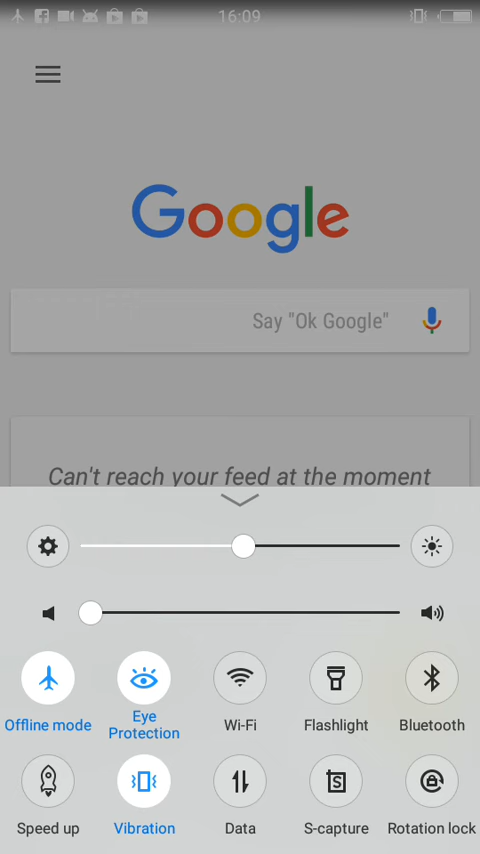 16:09
Google
Say "Ok Google"
Can't reach your feed at the moment
Offline mode
Eye
Protection
Wi-Fi
Flashlight
Bluetooth
Speed up
Vibration
Data
S-capture
Rotation lock